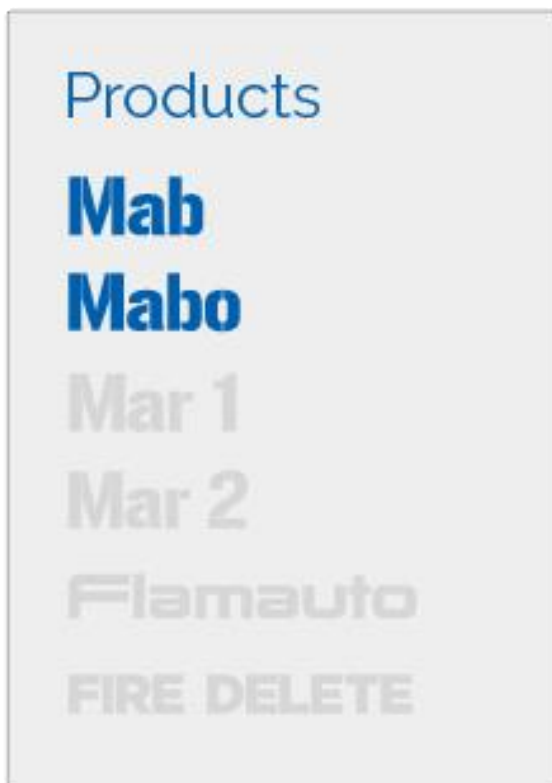 Products
Mab
Mabo
Mar 1
Mar 2
Flamauto
FIRE DELETE